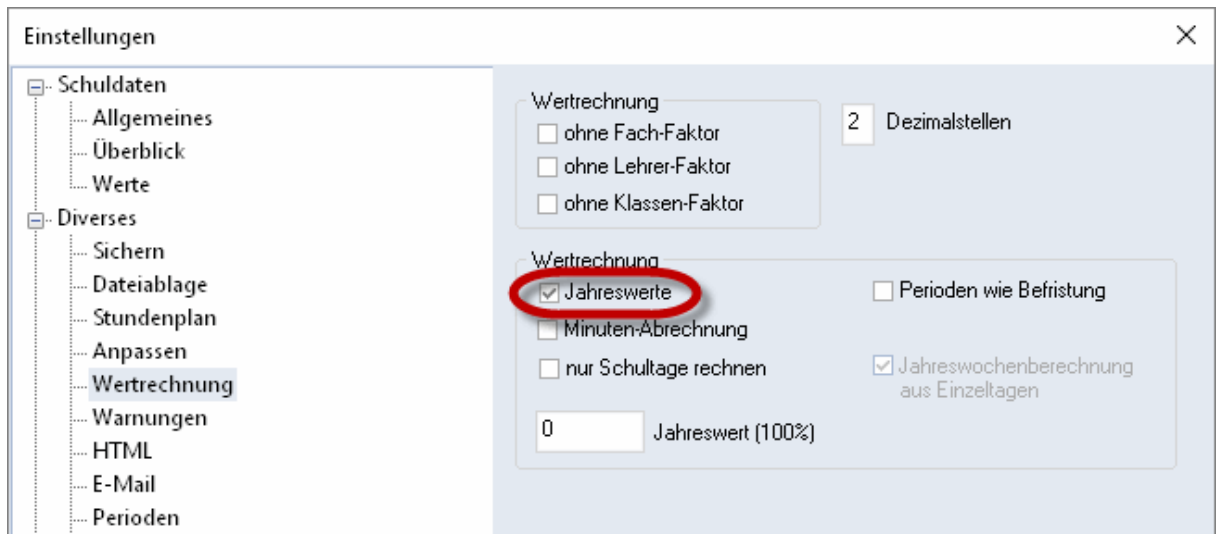 Einstellungen
Schuldaten
Allgemeines
Überblick
Werte
Diverses
Sichern
Dateiablage
Stundenplan
Anpassen
Wertrechnung
Warnungen
HTML
E-Mail
Perioden
Wertrechnung
ohne Fach-Faktor
ohne Lehrer-Faktor
ohne Klassen-Faktor
2 Dezimalstellen
Wertrechnung
Jahreswerte
Perioden wie Befristung
Minuten-Abrechnung
nur Schultage rechnen
Jahreswochenberechnung
aus Einzeltagen
0 Jahreswert (100%)